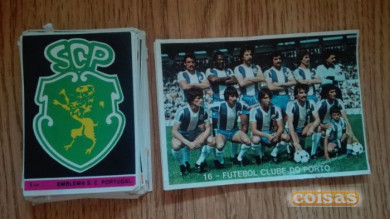 SCP
EMBLEMA S. C. PORTUGAL
16 - FUTEBOL CLUBE DO PORTO
coisas